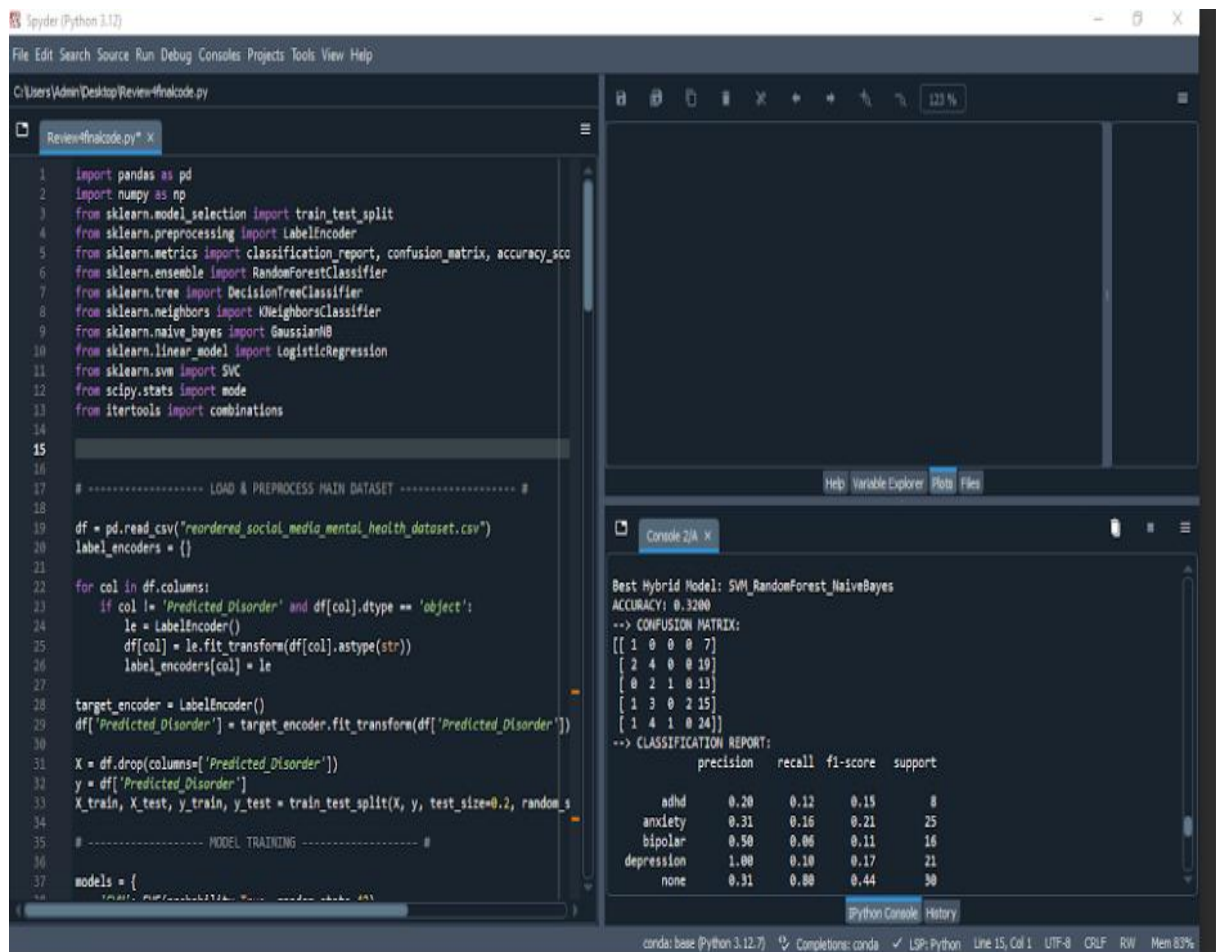 Spyder (Python 3.12)
File Edit Search Source Run Debug Consoles Projects Tools View Help
C:\Users\Admin\Desktop\Review4finalcode.py
Review4finalcode.py* ×
1 import pandas as pd
2 import numpy as np
3 from sklearn.model_selection import train_test_split
4 from sklearn.preprocessing import LabelEncoder
5 from sklearn.metrics import classification_report, confusion_matrix, accuracy_sco
6 from sklearn.ensemble import RandomForestClassifier
7 from sklearn.tree import DecisionTreeClassifier
8 from sklearn.neighbors import KNeighborsClassifier
9 from sklearn.naive_bayes import GaussianNB
10 from sklearn.linear_model import LogisticRegression
11 from sklearn.svm import SVC
12 from scipy.stats import mode
13 from itertools import combinations
14
15
16
17 # ------------------- LOAD & PREPROCESS MAIN DATASET ------------------- #
18
19 df = pd.read_csv("reordered_social_media_mental_health_dataset.csv")
20 label_encoders = {}
21
22 for col in df.columns:
23     if col != 'Predicted_Disorder' and df[col].dtype == 'object':
24         le = LabelEncoder()
25         df[col] = le.fit_transform(df[col].astype(str))
26         label_encoders[col] = le
27
28 target_encoder = LabelEncoder()
29 df['Predicted_Disorder'] = target_encoder.fit_transform(df['Predicted_Disorder'])
30
31 X = df.drop(columns=['Predicted_Disorder'])
32 y = df['Predicted_Disorder']
33 X_train, X_test, y_train, y_test = train_test_split(X, y, test_size=0.2, random_s
34
35 # ------------------- MODEL TRAINING ------------------- #
36
37 models = {
123 %
Help Variable Explorer Plots Files
Console 2/A ×
Best Hybrid Model: SVM_RandomForest_NaiveBayes
ACCURACY: 0.3200
--> CONFUSION MATRIX:
[[ 1 0 0 0 7]
[ 2 4 0 0 19]
[ 0 2 1 0 13]
[ 1 3 0 2 15]
[ 1 4 1 0 24]]
--> CLASSIFICATION REPORT:
precision recall f1-score support
adhd 0.20 0.12 0.15 8
anxiety 0.31 0.16 0.21 25
bipolar 0.50 0.06 0.11 16
depression 1.00 0.10 0.17 21
none 0.31 0.80 0.44 30
IPython Console History
conda: base (Python 3.12.7) Completions: conda ✓ LSP: Python Line 15, Col 1 UTF-8 CRLF RW Mem 83%